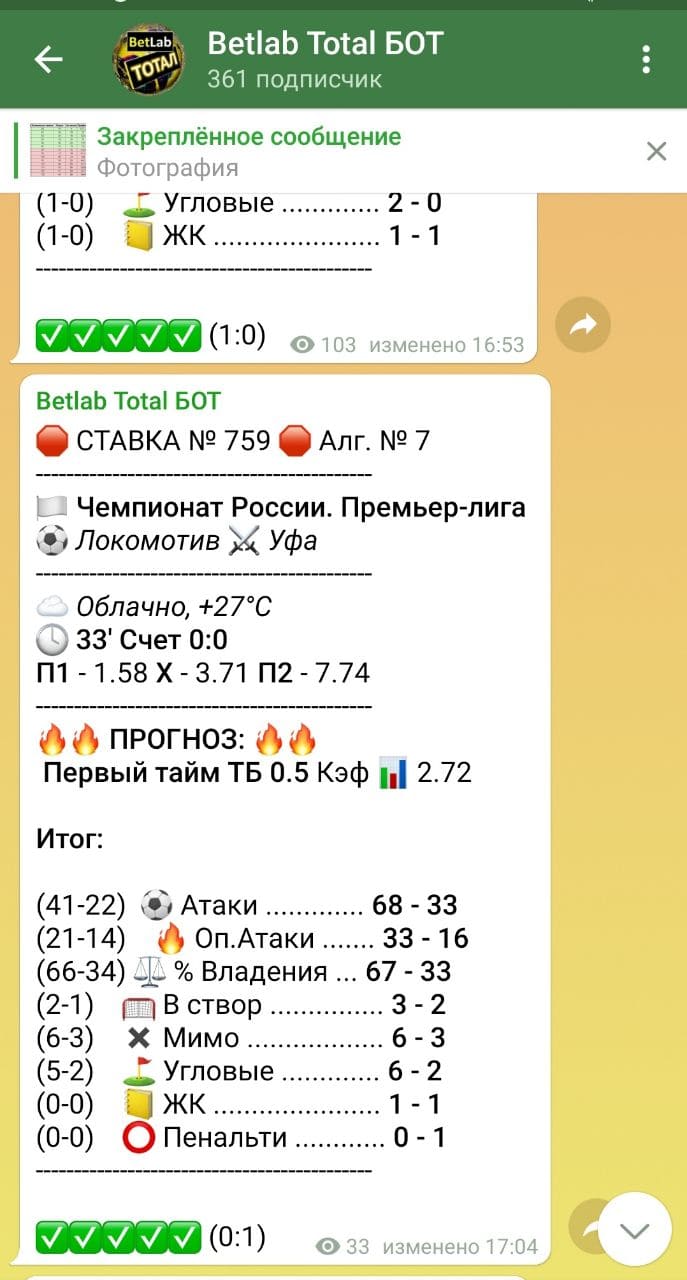 BetLab
ТОТАЛ
Betlab Total БОТ
361 подписчик
Закреплённое сообщение
Фотография
(1-0) ⛳ Угловые ............. 2 - 0
(1-0) 📒 ЖК ...................... 1 - 1
--------------------------------------------
✅✅✅✅✅ (1:0) 103 изменено 16:53
Betlab Total БОТ
🛑 СТАВКА № 759 🛑 Алг. № 7
--------------------------------------------
🏳 Чемпионат России. Премьер-лига
⚽ Локомотив ⚔ Уфа
--------------------------------------------
☁ Облачно, +27°C
🕓 33' Счет 0:0
П1 - 1.58 X - 3.71 П2 - 7.74
--------------------------------------------
🔥🔥 ПРОГНОЗ: 🔥🔥
Первый тайм ТБ 0.5 Кэф 📊 2.72
Итог:
(41-22) ⚽ Атаки ............. 68 - 33
(21-14) 🔥 Оп.Атаки ....... 33 - 16
(66-34) ⚖ % Владения ... 67 - 33
(2-1) 🥅 В створ ............... 3 - 2
(6-3) ✖ Мимо .................. 6 - 3
(5-2) ⛳ Угловые ............. 6 - 2
(0-0) 📒 ЖК ...................... 1 - 1
(0-0) ⭕ Пенальти ............ 0 - 1
--------------------------------------------
✅✅✅✅✅ (0:1) 33 изменено 17:04